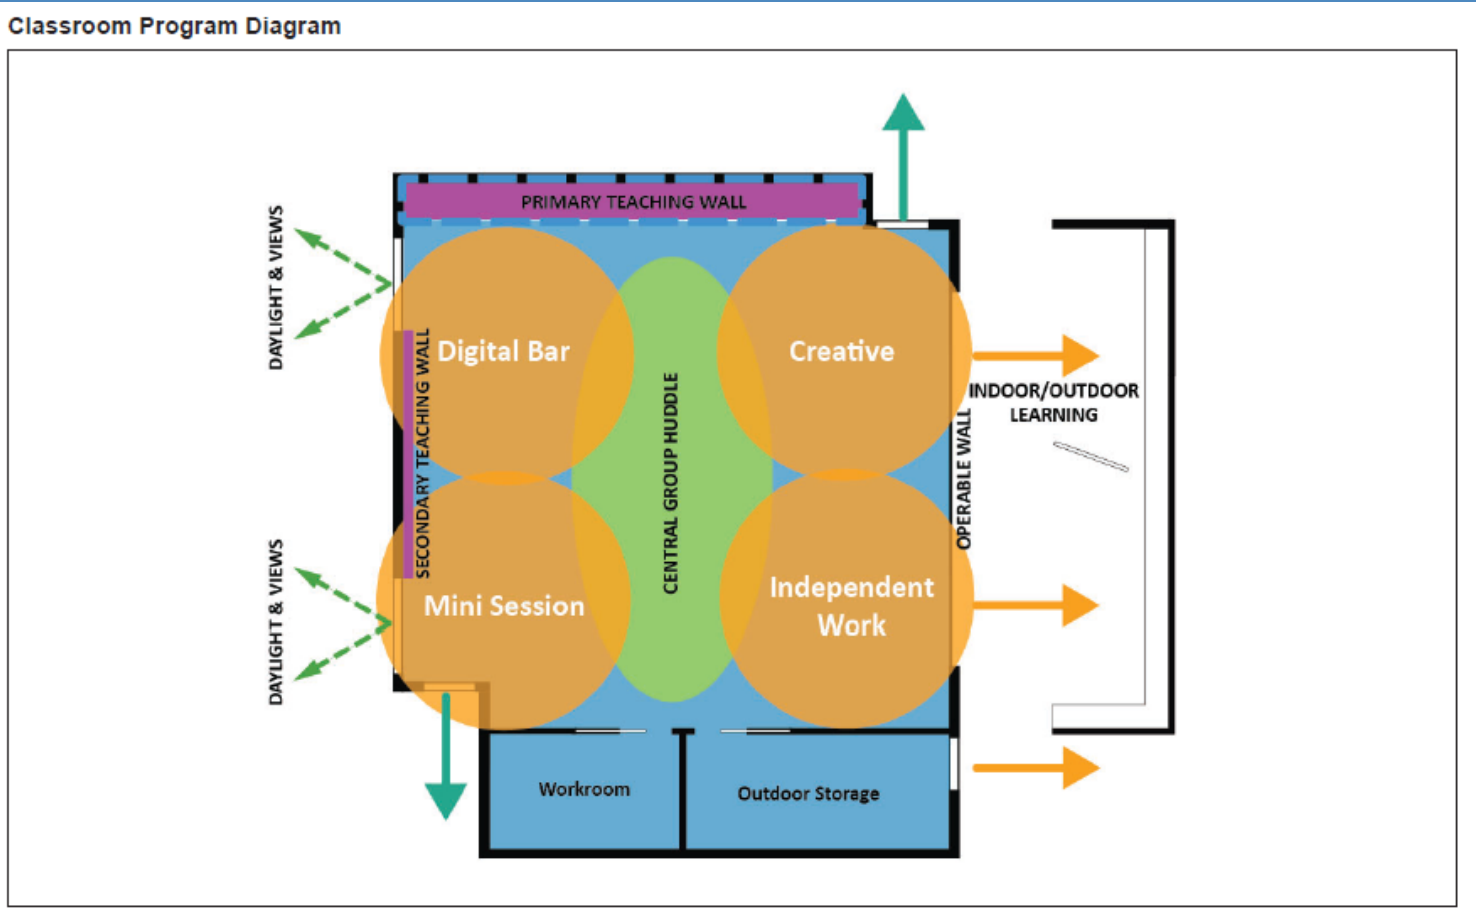 Classroom Program Diagram
PRIMARY TEACHING WALL
DAYLIGHT & VIEWS
SECONDARY TEACHING WALL
Digital Bar
CENTRAL GROUP HUDDLE
Creative
INDOOR/OUTDOOR
LEARNING
OPERABLE WALL
DAYLIGHT & VIEWS
Mini Session
Independent
Work
Workroom
Outdoor Storage